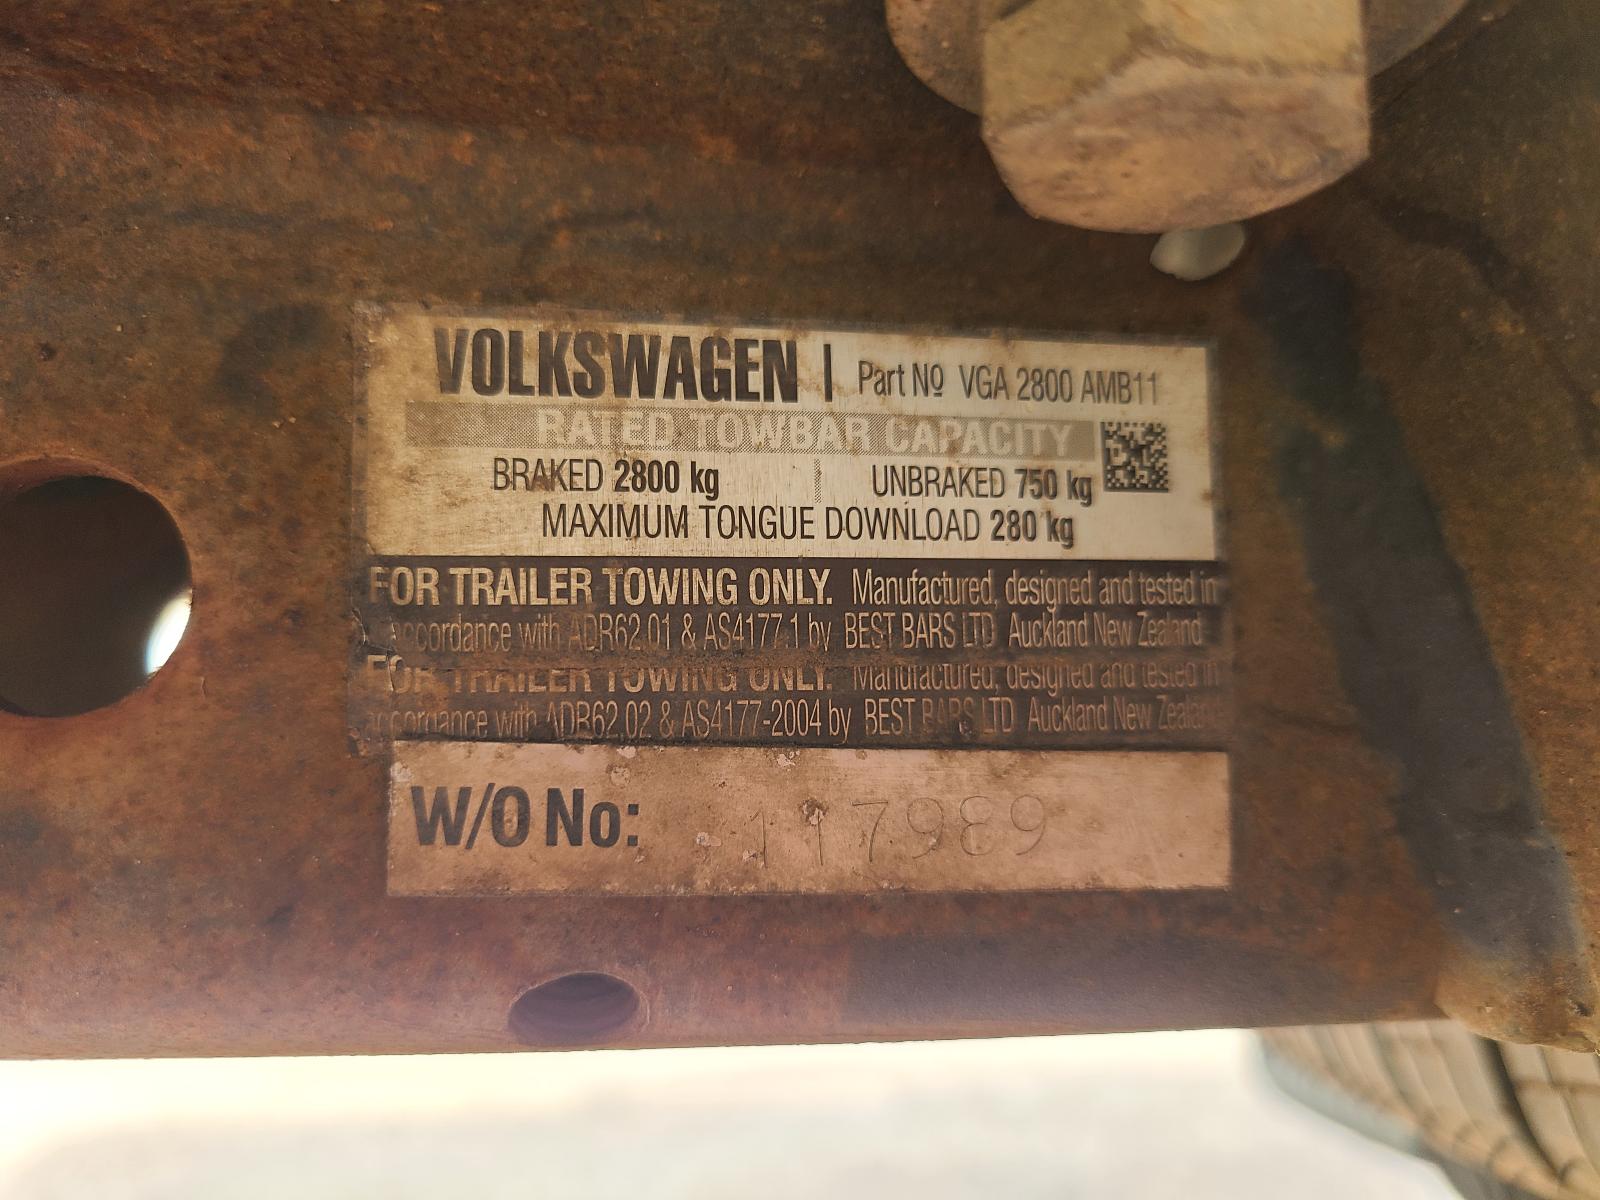 VOLKSWAGEN | Part No VGA 2800 AMB11
RATED TOWBAR CAPACITY
BRAKED 2800 kg | UNBRAKED 750 kg
MAXIMUM TONGUE DOWNLOAD 280 kg
FOR TRAILER TOWING ONLY. Manufactured, designed and tested in
accordance with ADR62.01 & AS4177.1 by BEST BARS LTD Auckland New Zealand
FOR TRAILER TOWING ONLY. Manufactured, designed and tested in
accordance with ADR62.02 & AS4177-2004 by BEST BARS LTD Auckland New Zealand
W/O No: 117989